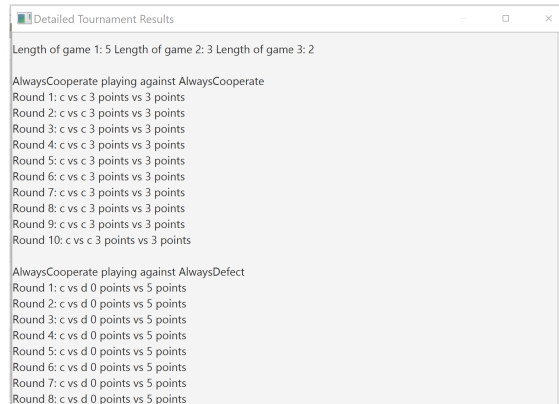 Detailed Tournament Results
Length of game 1: 5 Length of game 2: 3 Length of game 3: 2
AlwaysCooperate playing against AlwaysCooperate
Round 1: c vs c 3 points vs 3 points
Round 2: c vs c 3 points vs 3 points
Round 3: c vs c 3 points vs 3 points
Round 4: c vs c 3 points vs 3 points
Round 5: c vs c 3 points vs 3 points
Round 6: c vs c 3 points vs 3 points
Round 7: c vs c 3 points vs 3 points
Round 8: c vs c 3 points vs 3 points
Round 9: c vs c 3 points vs 3 points
Round 10: c vs c 3 points vs 3 points
AlwaysCooperate playing against AlwaysDefect
Round 1: c vs d 0 points vs 5 points
Round 2: c vs d 0 points vs 5 points
Round 3: c vs d 0 points vs 5 points
Round 4: c vs d 0 points vs 5 points
Round 5: c vs d 0 points vs 5 points
Round 6: c vs d 0 points vs 5 points
Round 7: c vs d 0 points vs 5 points
Round 8: c vs d 0 points vs 5 points